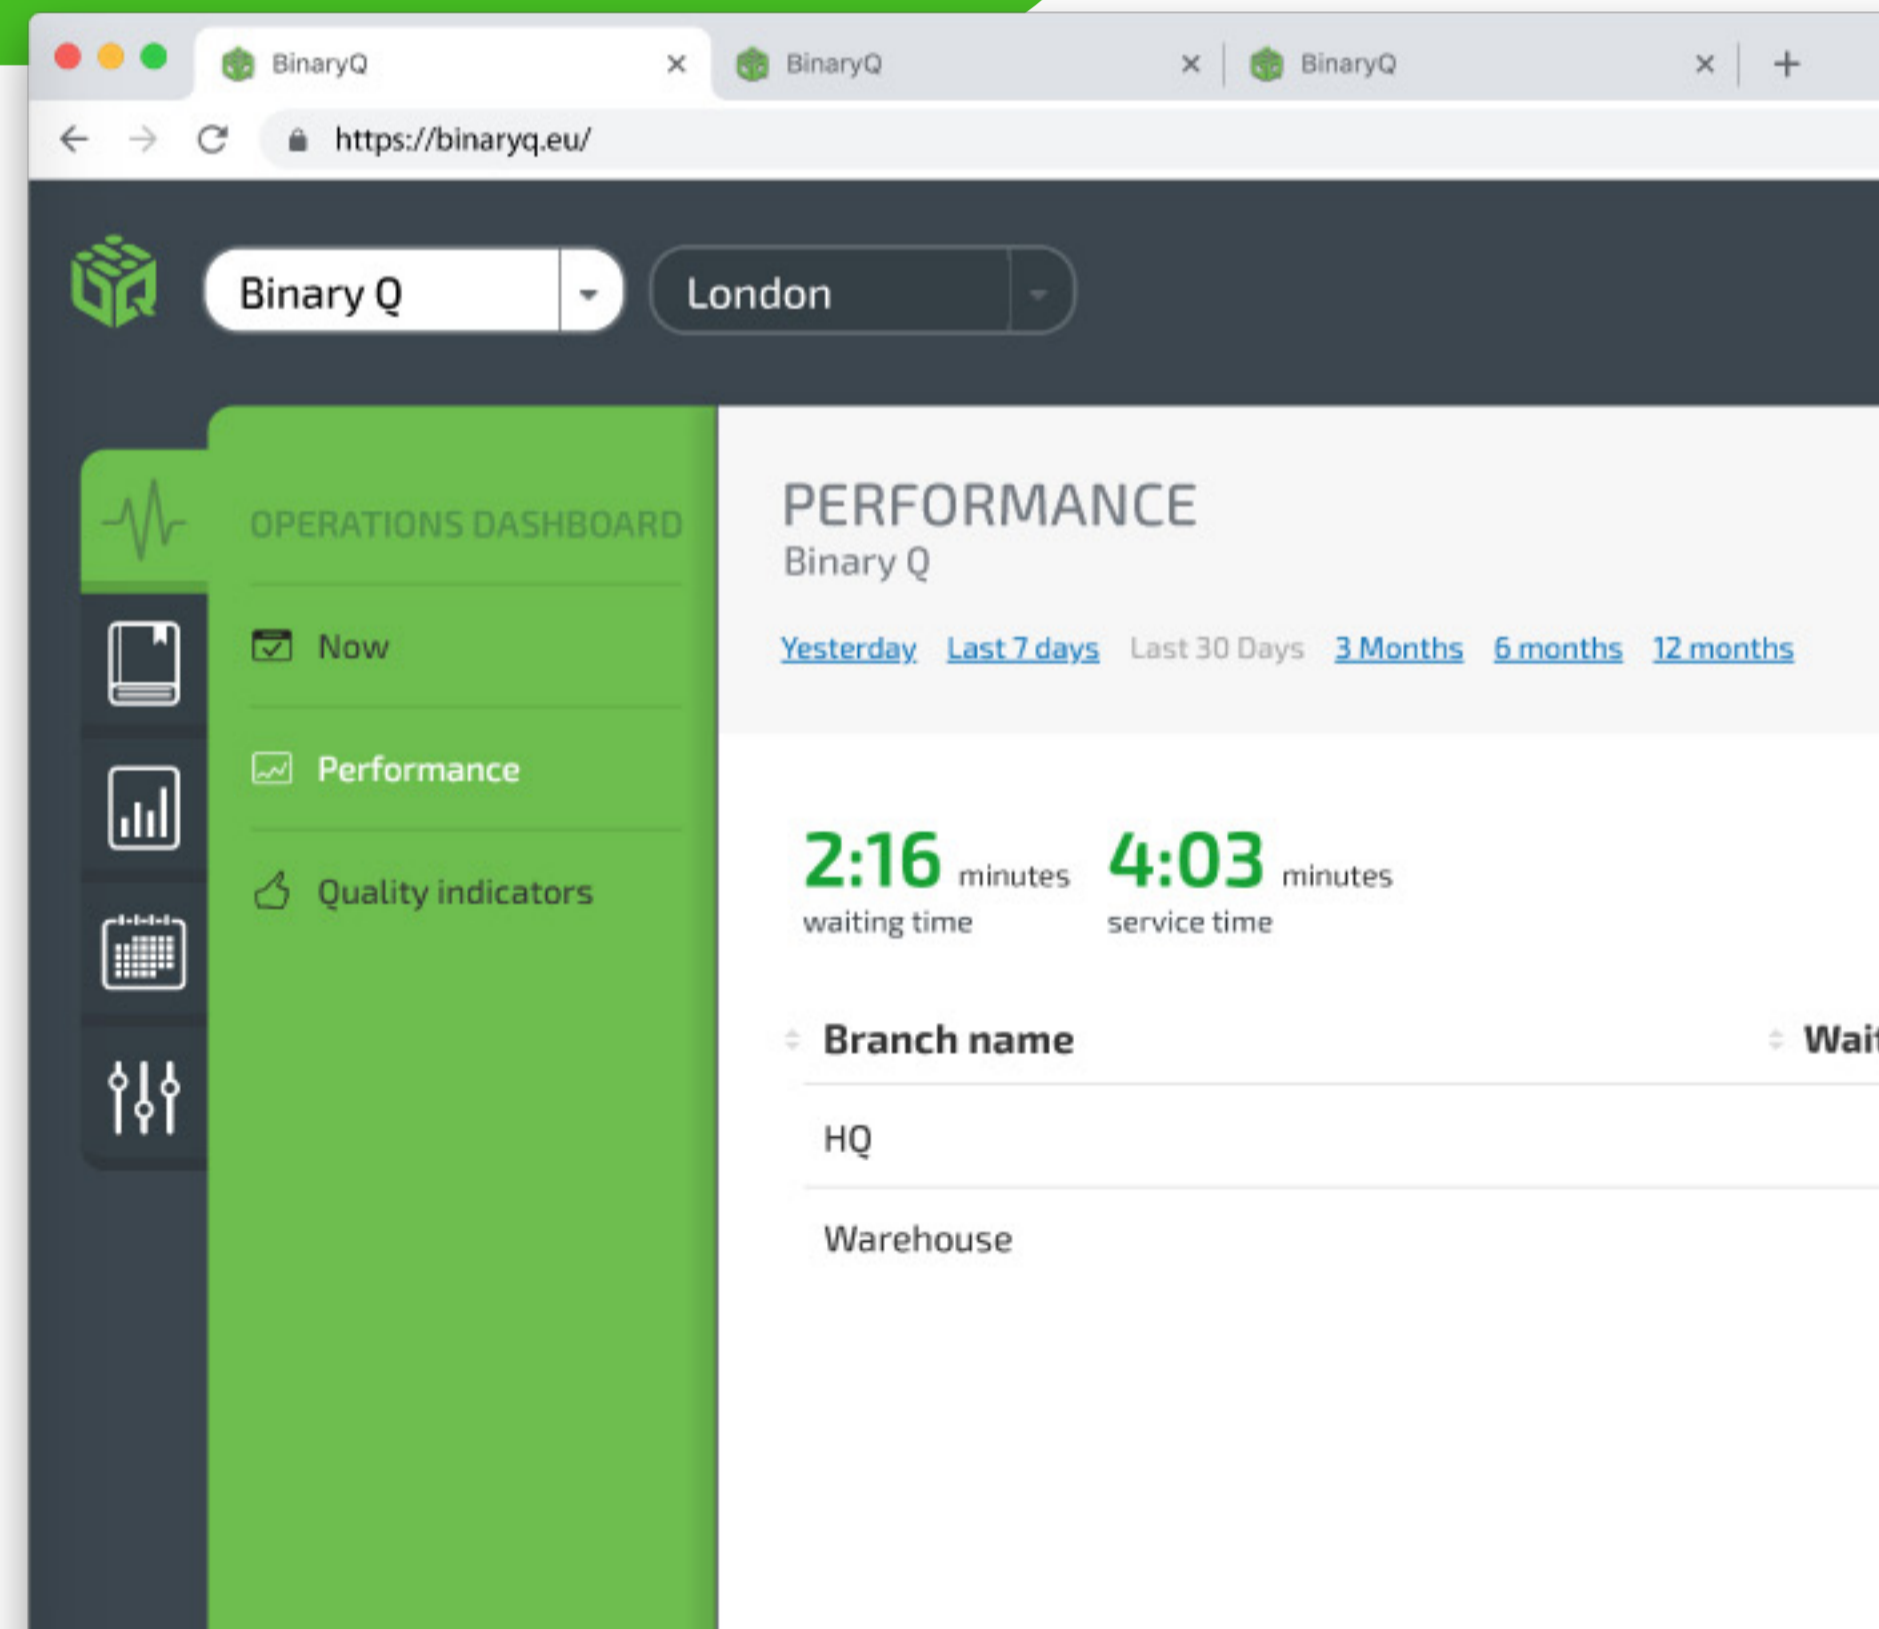 BinaryQ BinaryQ BinaryQ
https://binaryq.eu/
Binary Q London
OPERATIONS DASHBOARD
Now
Performance
Quality indicators
PERFORMANCE
Binary Q
Yesterday Last 7 days Last 30 Days 3 Months 6 months 12 months
2:16 minutes 4:03 minutes
waiting time service time
Branch name
HQ
Warehouse